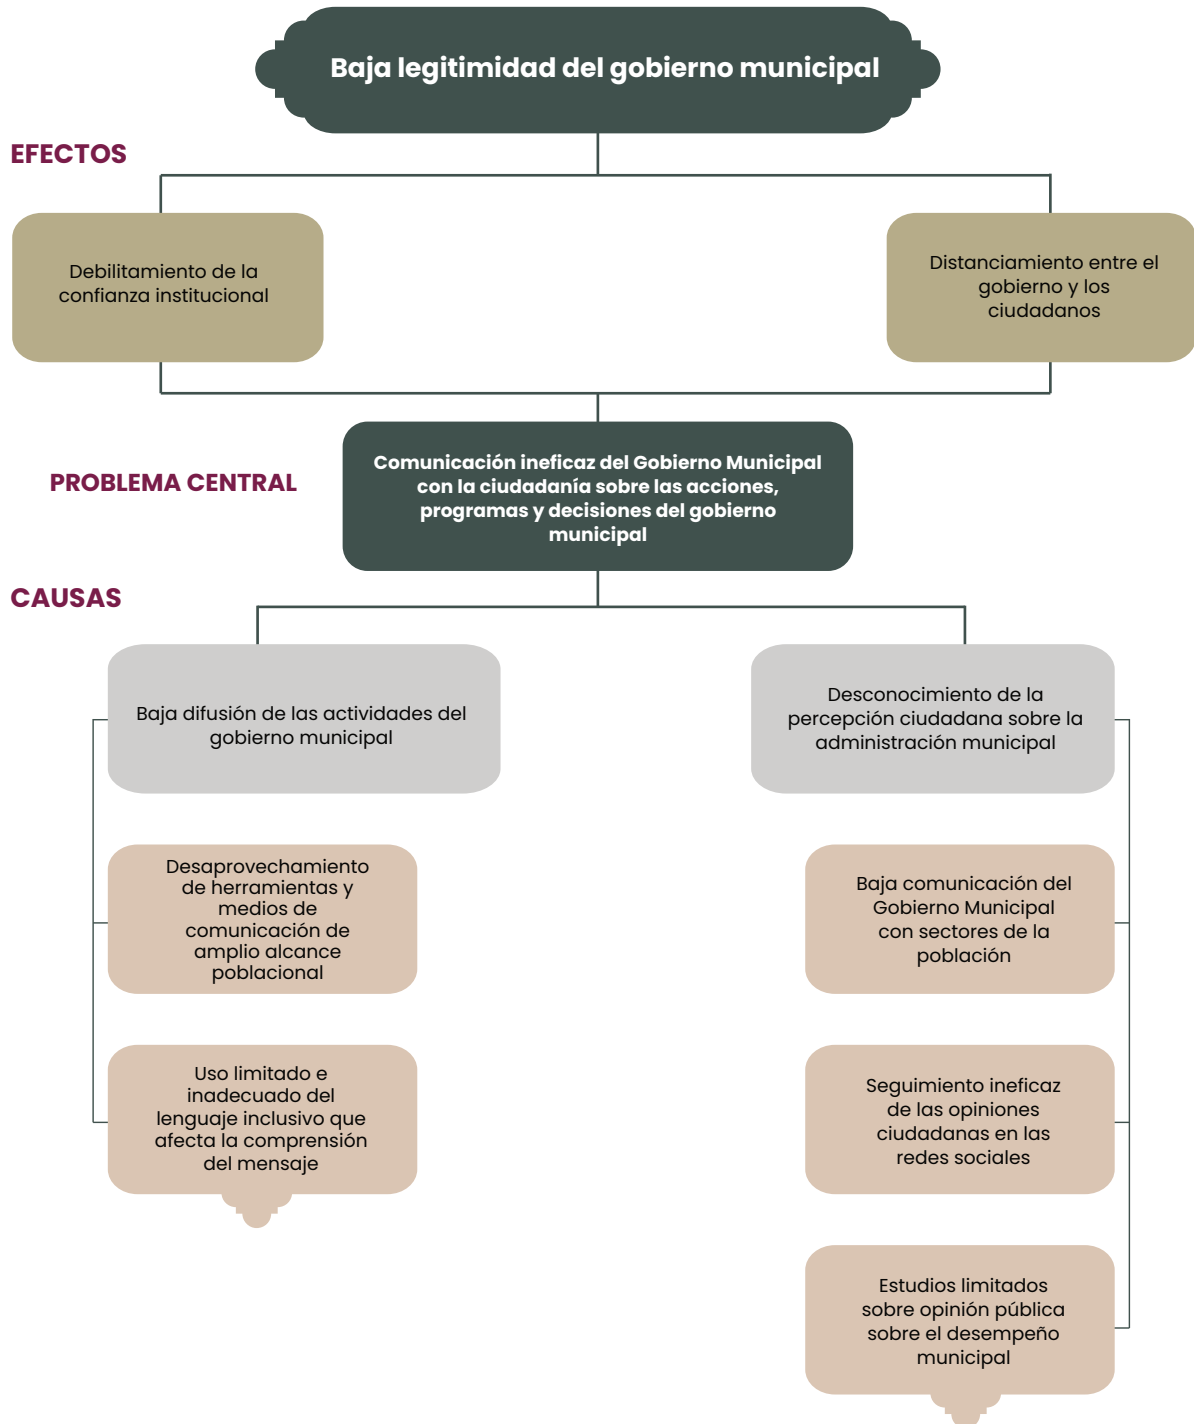 Baja legitimidad del gobierno municipal
EFECTOS
Debilitamiento de la
confianza institucional
Distanciamiento entre el
gobierno y los
ciudadanos
PROBLEMA CENTRAL
Comunicación ineficaz del Gobierno Municipal
con la ciudadanía sobre las acciones,
programas y decisiones del gobierno
municipal
CAUSAS
Baja difusión de las actividades del
gobierno municipal
Desaprovechamiento
de herramientas y
medios de
comunicación de
amplio alcance
poblacional
Uso limitado e
inadecuado del
lenguaje inclusivo que
afecta la comprensión
del mensaje
Desconocimiento de la
percepción ciudadana sobre la
administración municipal
Baja comunicación del
Gobierno Municipal
con sectores de la
población
Seguimiento ineficaz
de las opiniones
ciudadanas en las
redes sociales
Estudios limitados
sobre opinión pública
sobre el desempeño
municipal